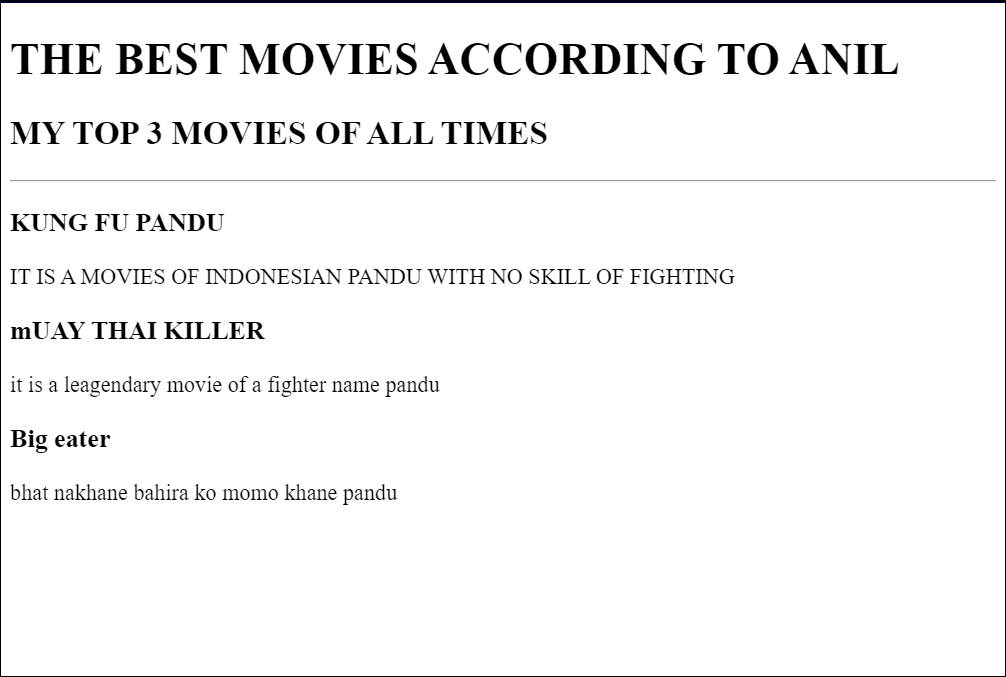 THE BEST MOVIES ACCORDING TO ANIL
MY TOP 3 MOVIES OF ALL TIMES
KUNG FU PANDU
IT IS A MOVIES OF INDONESIAN PANDU WITH NO SKILL OF FIGHTING
mUAY THAI KILLER
it is a leagendary movie of a fighter name pandu
Big eater
bhat nakhane bahira ko momo khane pandu